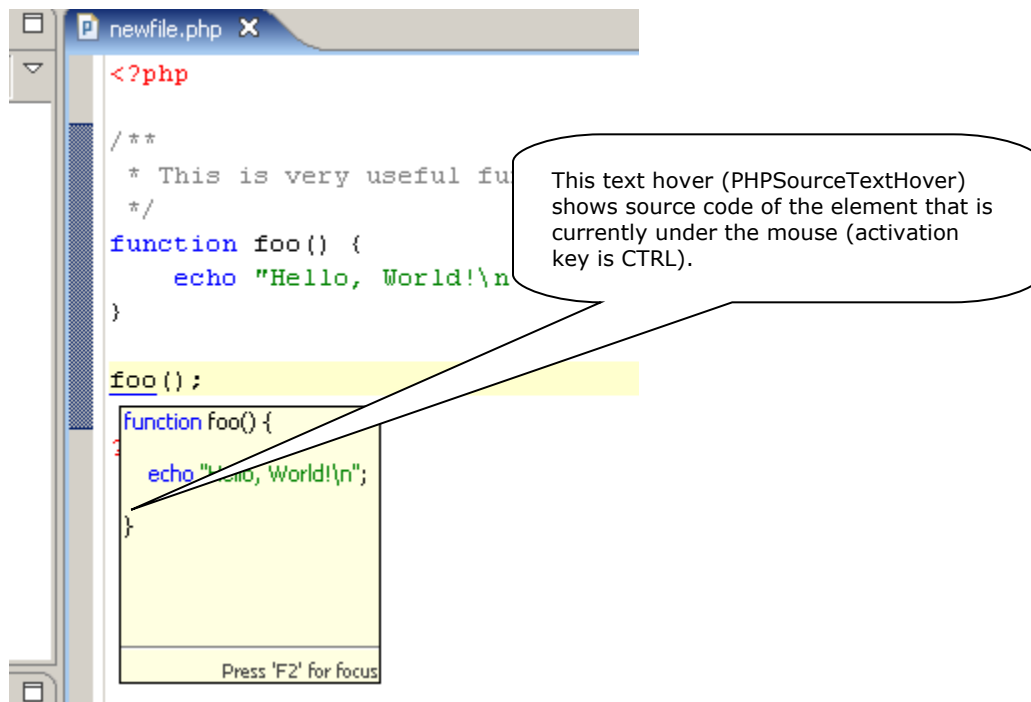 newfile.php
<?php
/**
 * This is very useful fu
 */
function foo() {
    echo "Hello, World!\n
}
This text hover (PHPSourceTextHover)
shows source code of the element that is
currently under the mouse (activation
key is CTRL).
foo();
function foo() {
echo "Hello, World!\n";
}
Press 'F2' for focus